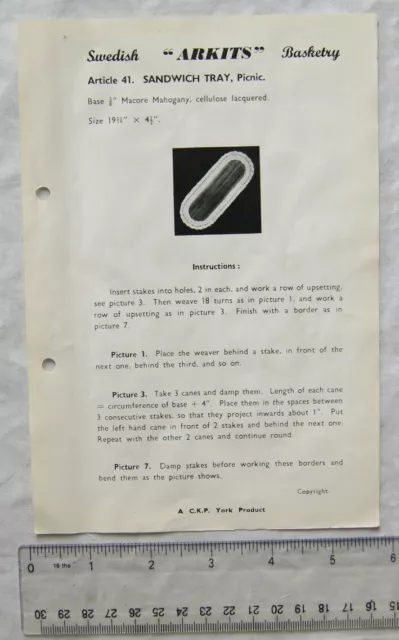 Swedish "ARKITS" Basketry
Article 41. SANDWICH TRAY, Picnic.
Base ⅜" Macore Mahogany, cellulose lacquered.
Size 19¼" × 4½".
Instructions :
Insert stakes into holes, 2 in each, and work a row of upsetting,
see picture 3. Then weave 18 turns as in picture 1, and work a
row of upsetting as in picture 3. Finish with a border as in
picture 7.
Picture 1. Place the weaver behind a stake, in front of the
next one, behind the third, and so on.
Picture 3. Take 3 canes and damp them. Length of each cane
= circumference of base + 4". Place them in the spaces between
3 consecutive stakes, so that they project inwards about 1". Put
the left hand cane in front of 2 stakes and behind the next one.
Repeat with the other 2 canes and continue round.
Picture 7. Damp stakes before working these borders and
bend them as the picture shows.
Copyright.
A C.K.P. York Product
0 16 ths 1 2 3 4 5 6
30 29 28 27 26 25 24 23 22 21 20 19 18 17 16 15